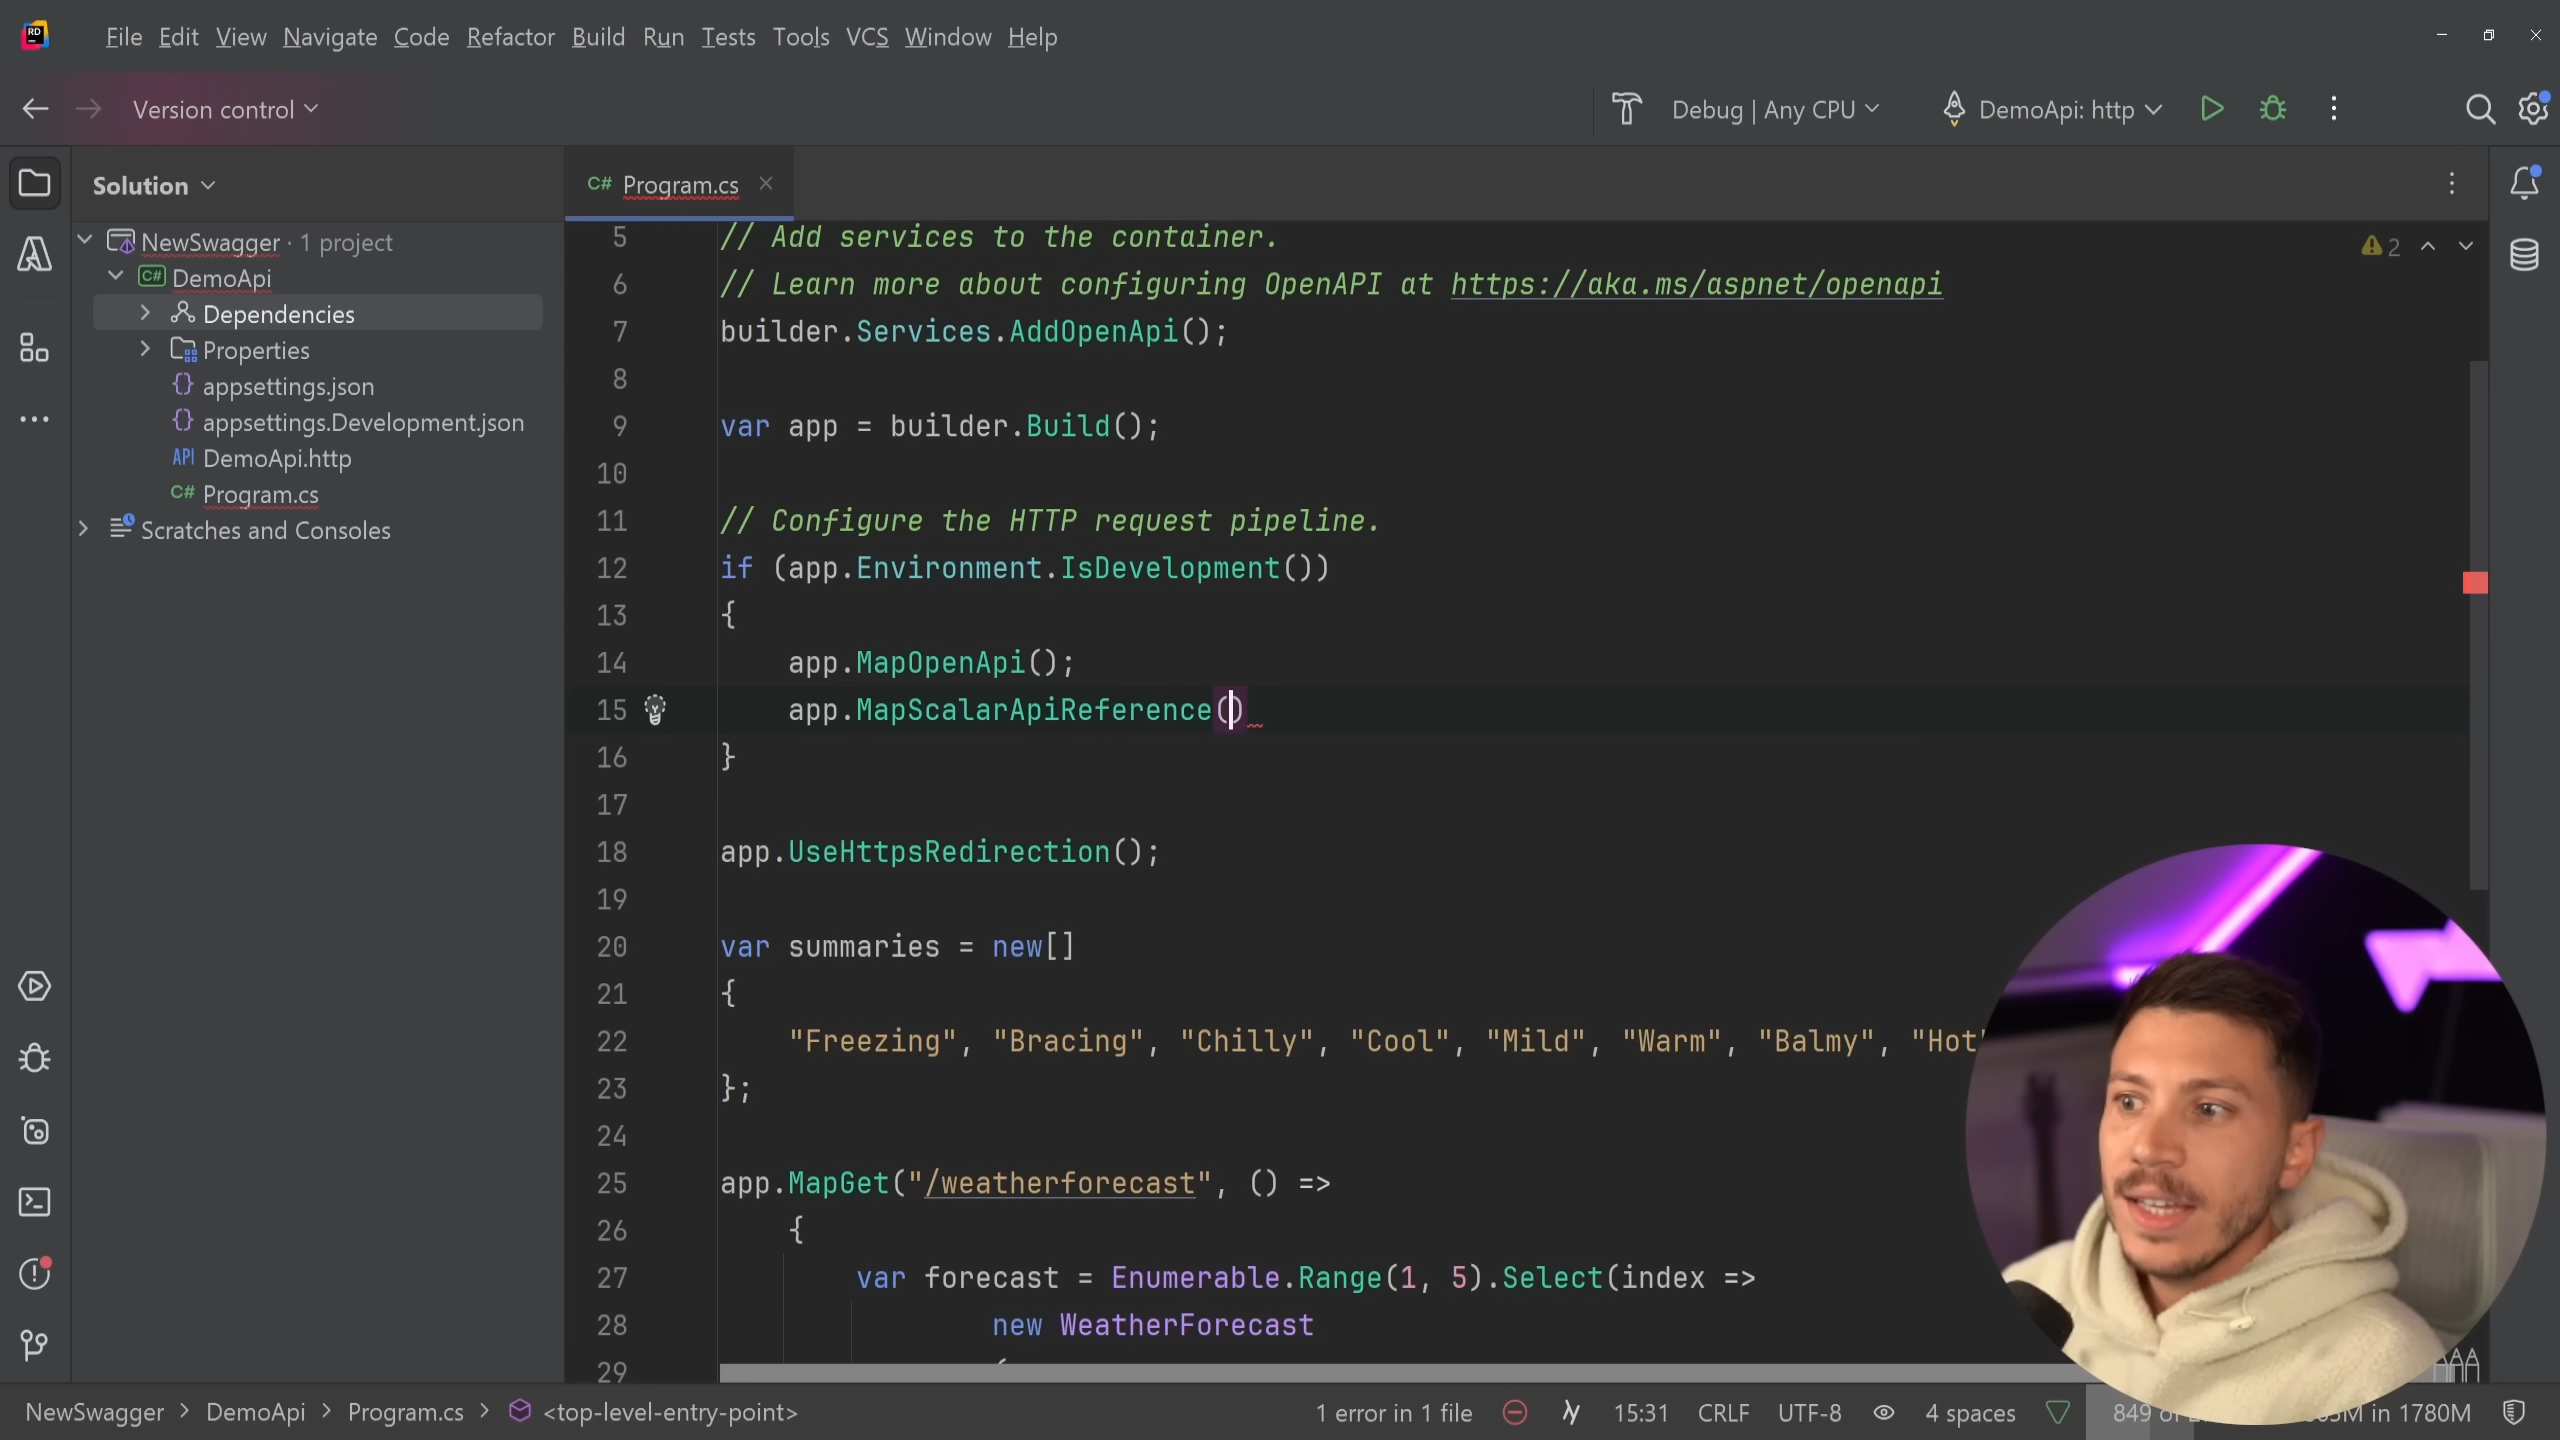 RD
File Edit View Navigate Code Refactor Build Run Tests Tools VCS Window Help
Version control
Debug | Any CPU
DemoApi: http
Solution
C# Program.cs
NewSwagger · 1 project
C# DemoApi
Dependencies
Properties
{} appsettings.json
{} appsettings.Development.json
API DemoApi.http
C# Program.cs
Scratches and Consoles
2
5 // Add services to the container.
6 // Learn more about configuring OpenAPI at https://aka.ms/aspnet/openapi
7 builder.Services.AddOpenApi();
8
9 var app = builder.Build();
10
11 // Configure the HTTP request pipeline.
12 if (app.Environment.IsDevelopment())
13 {
14 app.MapOpenApi();
15 app.MapScalarApiReference()
16 }
17
18 app.UseHttpsRedirection();
19
20 var summaries = new[]
21 {
22 "Freezing", "Bracing", "Chilly", "Cool", "Mild", "Warm", "Balmy", "Hot
23 };
24
25 app.MapGet("/weatherforecast", () =>
26 {
27 var forecast = Enumerable.Range(1, 5).Select(index =>
28 new WeatherForecast
29 (
NewSwagger > DemoApi > Program.cs > <top-level-entry-point>
1 error in 1 file 15:31 CRLF UTF-8 4 spaces 849 in 1780M